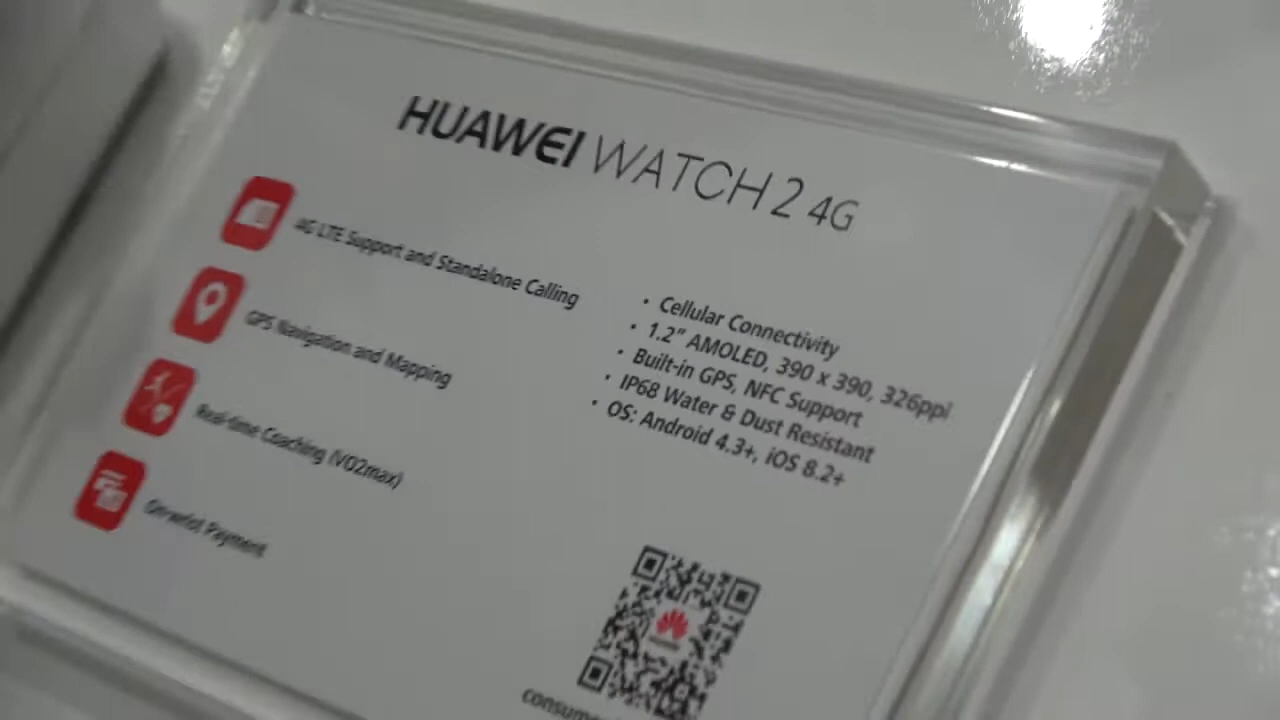 HUAWEI WATCH 2 4G
4G LTE Support and Standalone Calling
GPS Navigation and Mapping
Real-time Coaching (VO2max)
On-wrist Payment
• Cellular Connectivity
• 1.2” AMOLED, 390 x 390, 326ppi
• Built-in GPS, NFC Support
• IP68 Water & Dust Resistant
• OS: Android 4.3+, iOS 8.2+